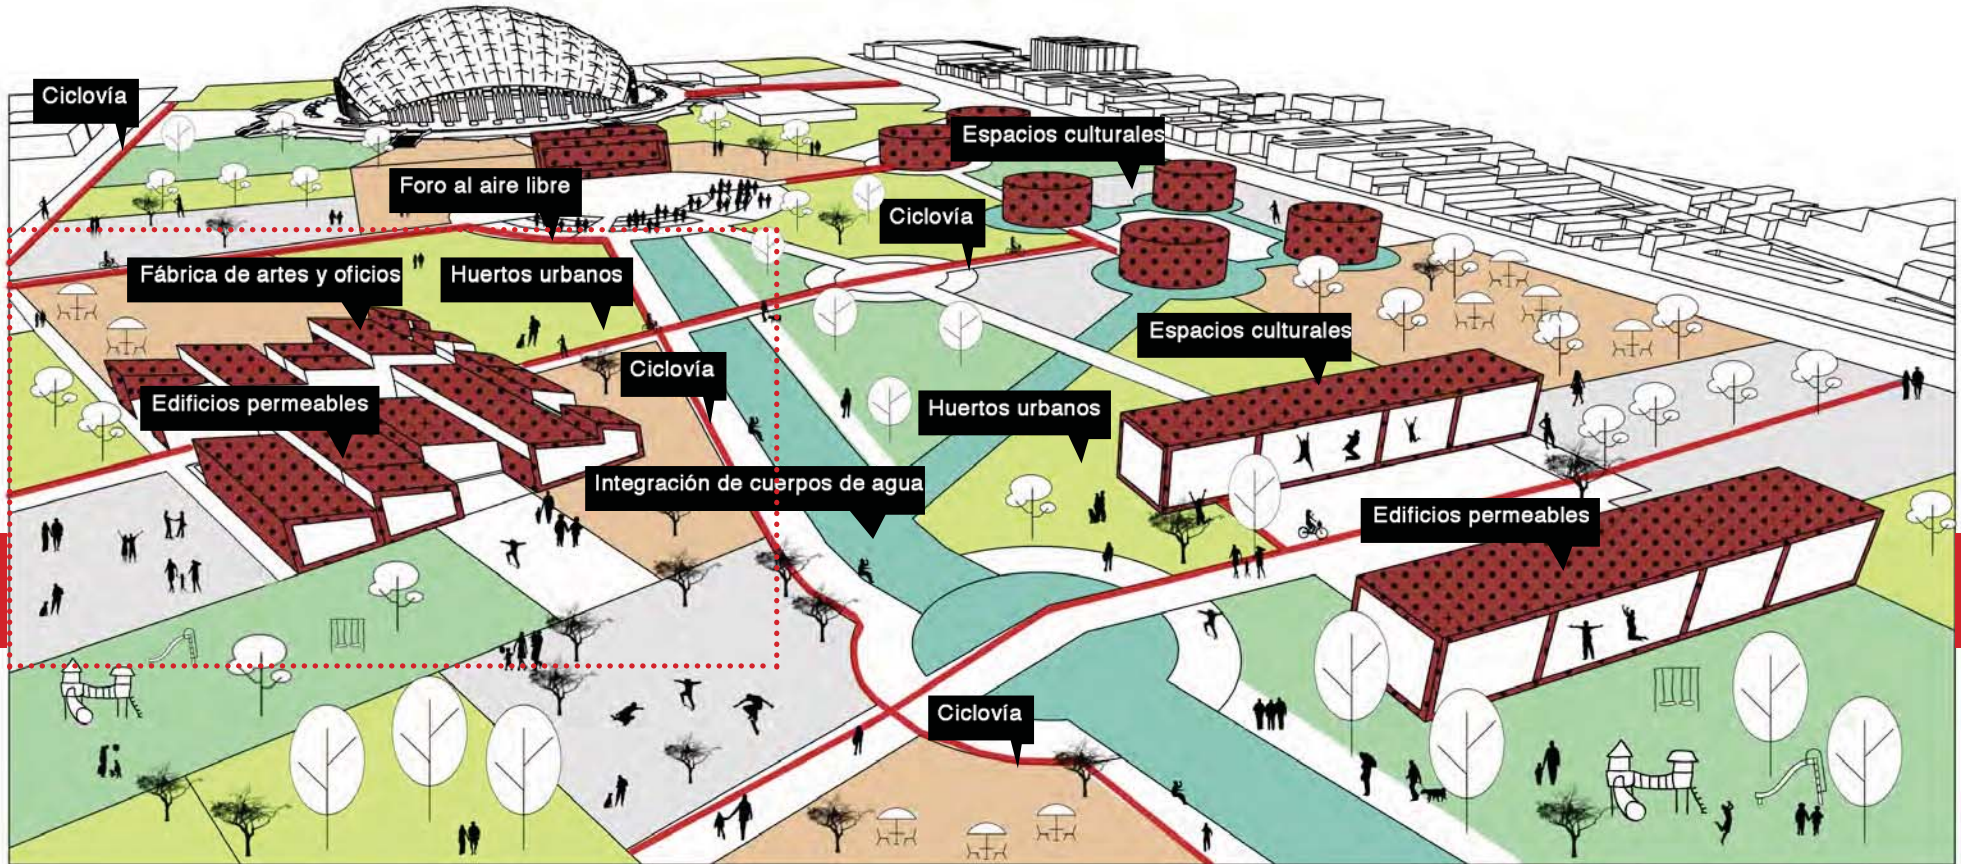 Ciclovía
Espacios culturales
Foro al aire libre
Ciclovía
Fábrica de artes y oficios
Huertos urbanos
Espacios culturales
Ciclovía
Edificios permeables
Huertos urbanos
Integración de cuerpos de agua
Edificios permeables
Ciclovía